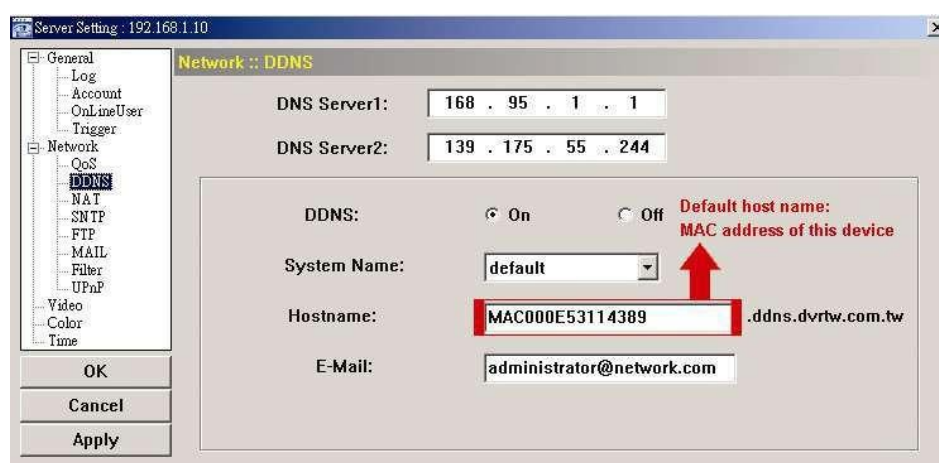 Server Setting : 192.168.1.10
General
Log
Account
OnLineUser
Trigger
Network
QoS
DDNS
NAT
SNTP
FTP
MAIL
Filter
UPnP
Video
Color
Time
OK
Cancel
Apply
Network :: DDNS
DNS Server1: 168 . 95 . 1 . 1
DNS Server2: 139 . 175 . 55 . 244
DDNS: On Off
Default host name:
MAC address of this device
System Name: default
Hostname: MAC000E53114389 .ddns.dvrtw.com.tw
E-Mail: administrator@network.com